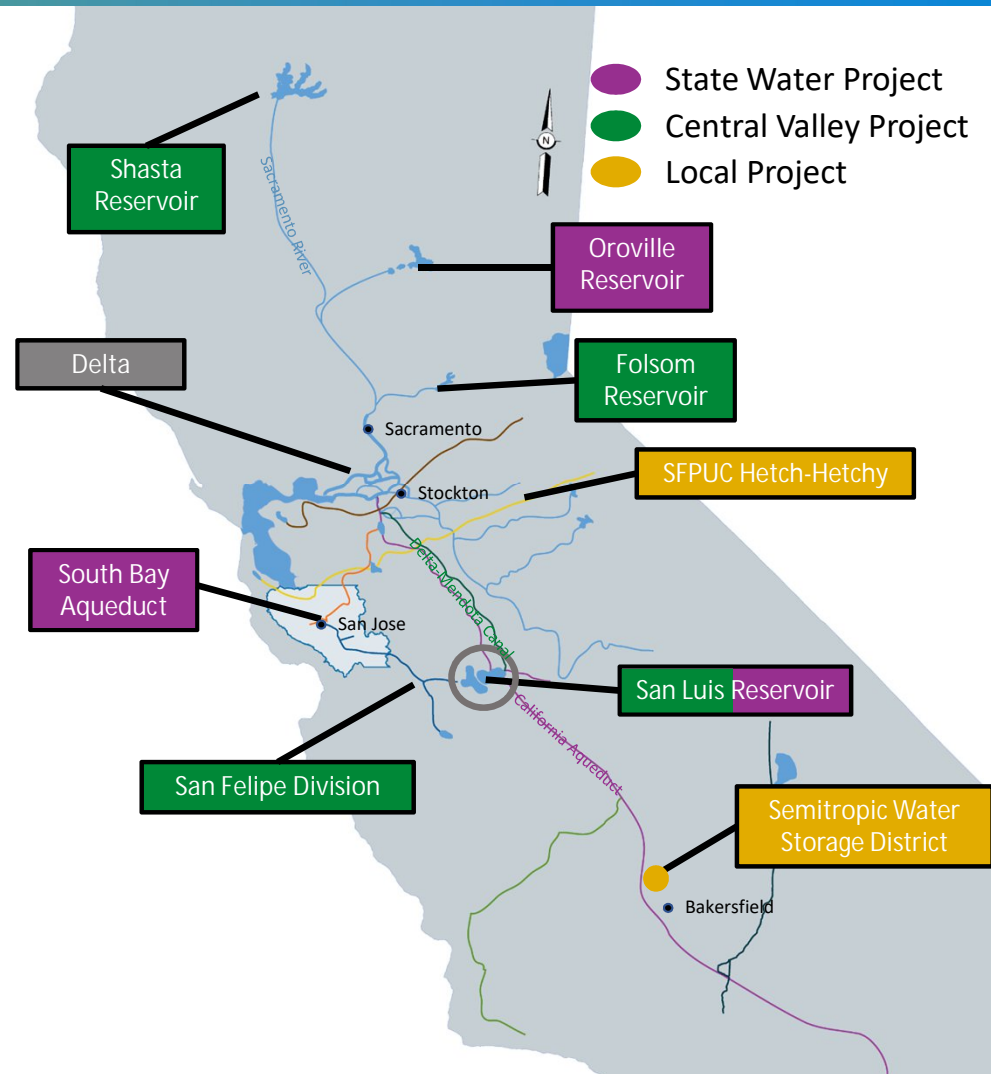 State Water Project
Central Valley Project
Local Project
N
Shasta
Reservoir
Sacramento River
Oroville
Reservoir
Delta
Folsom
Reservoir
Sacramento
SFPUC Hetch-Hetchy
Stockton
Delta-Mendora Canal
South Bay
Aqueduct
San Jose
San Luis Reservoir
California Aqueduct
San Felipe Division
Semitropic Water
Storage District
Bakersfield